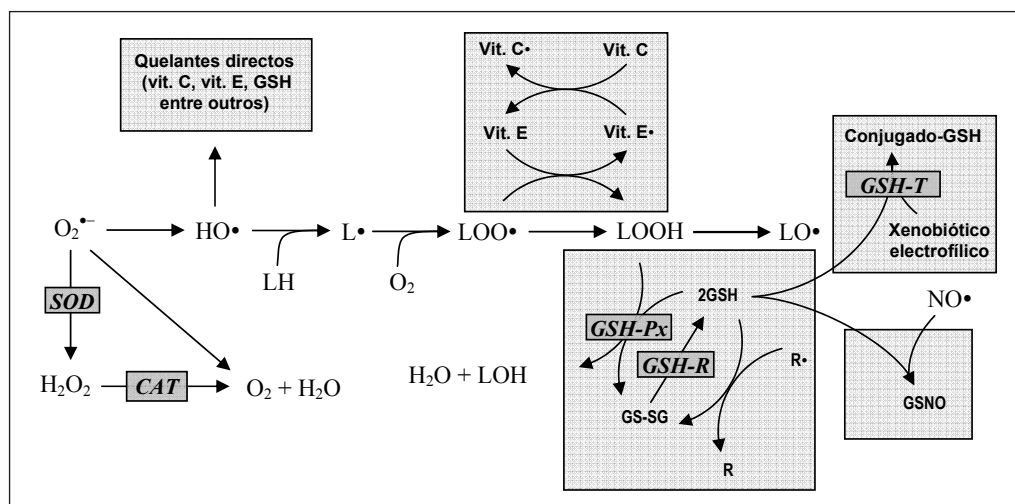 Quelantes directos
(vit. C, vit. E, GSH
entre outros)
Vit. C• Vit. C
Vit. E Vit. E•
Conjugado-GSH
GSH-T
Xenobiótico
electrofílico
O₂•− HO• L• LOO• LOOH LO•
LH O₂
SOD
H₂O₂ CAT O₂ + H₂O
H₂O + LOH
2GSH
GSH-Px
GSH-R
R•
GS-SG
R
NO•
GSNO